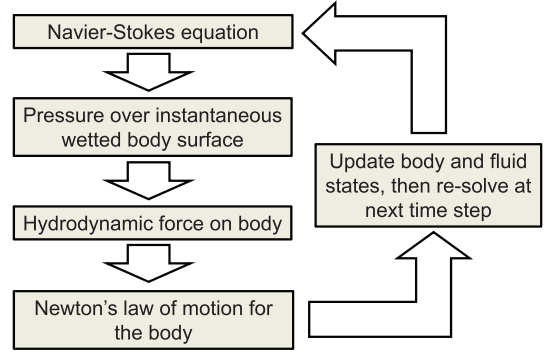 Navier-Stokes equation
Pressure over instantaneous
wetted body surface
Hydrodynamic force on body
Newton’s law of motion for
the body
Update body and fluid
states, then re-solve at
next time step